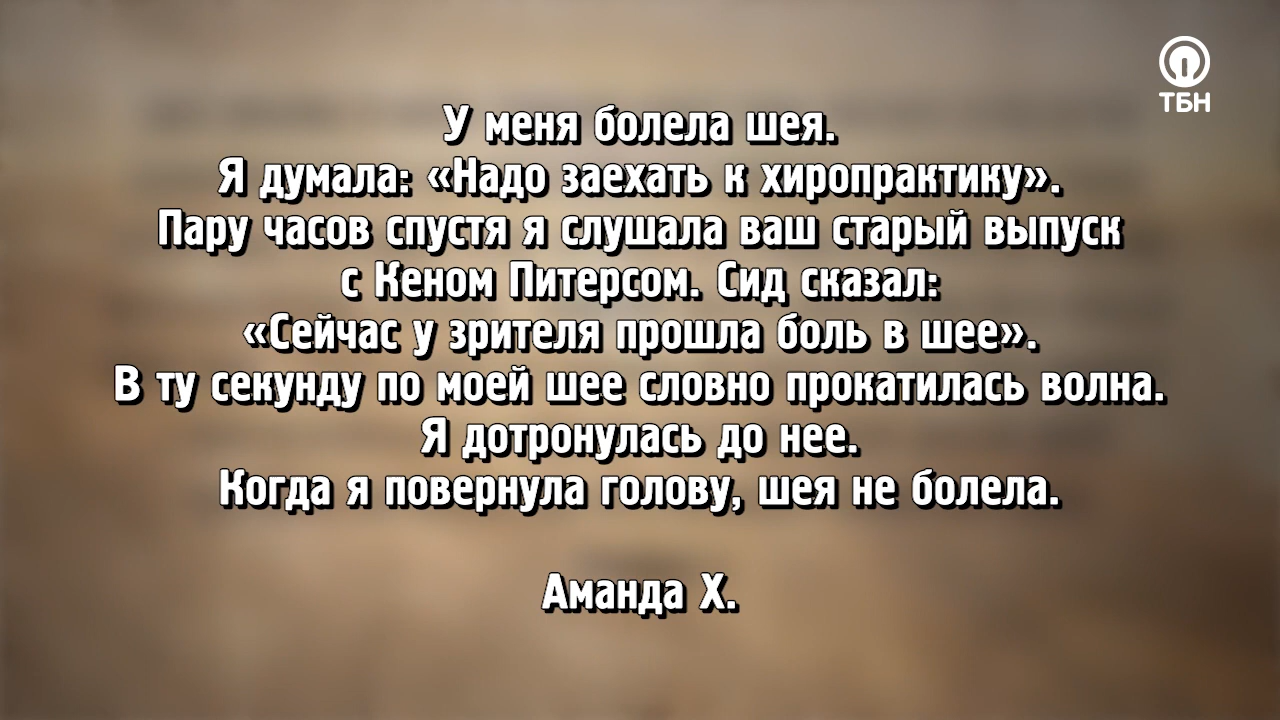 ТБН
У меня болела шея.
Я думала: «Надо заехать к хиропрактику».
Пару часов спустя я слушала ваш старый выпуск
с Кеном Питерсом. Сид сказал:
«Сейчас у зрителя прошла боль в шее».
В ту секунду по моей шее словно прокатилась волна.
Я дотронулась до нее.
Когда я повернула голову, шея не болела.
Аманда Х.